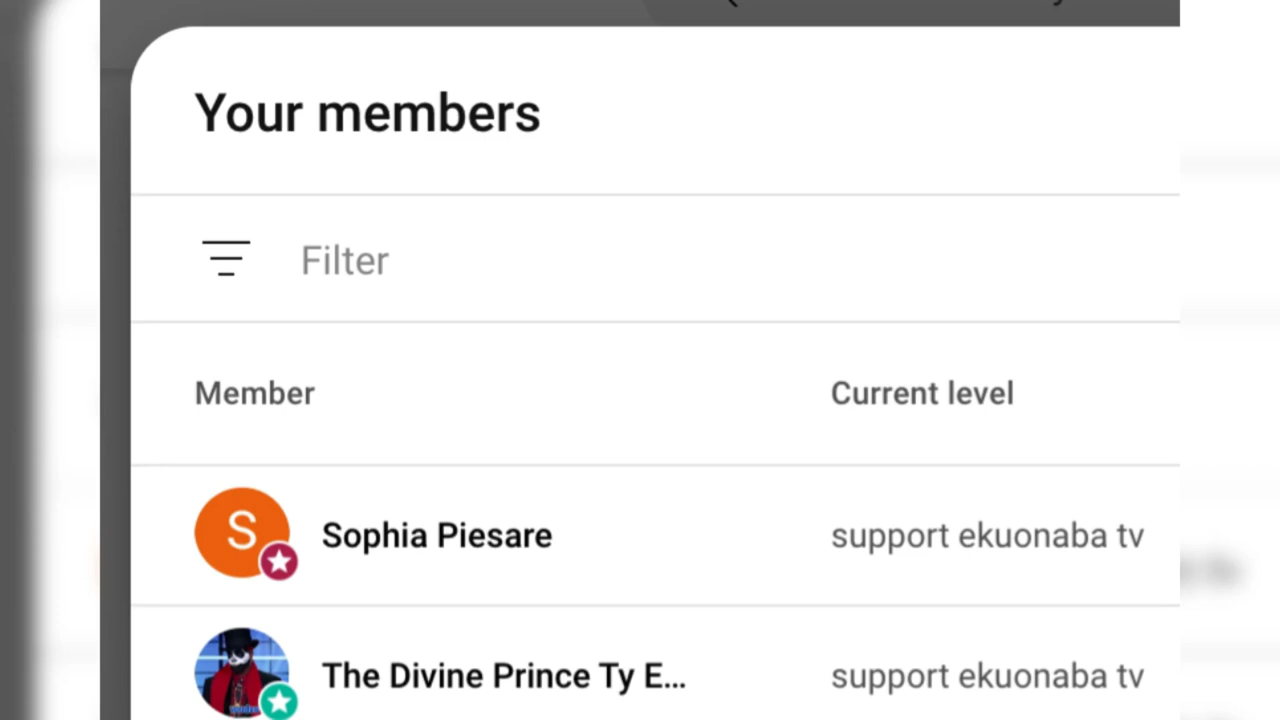 Your members
Filter
Member Current level
S Sophia Piesare support ekuonaba tv
The Divine Prince Ty E... support ekuonaba tv